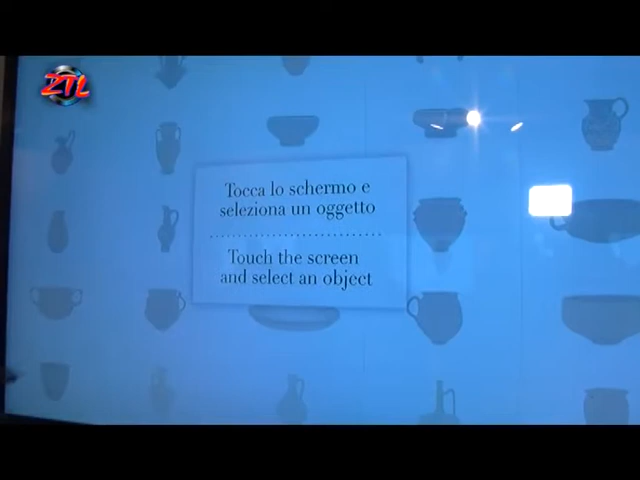 ZTL
Tocca lo schermo e
seleziona un oggetto
Touch the screen
and select an object